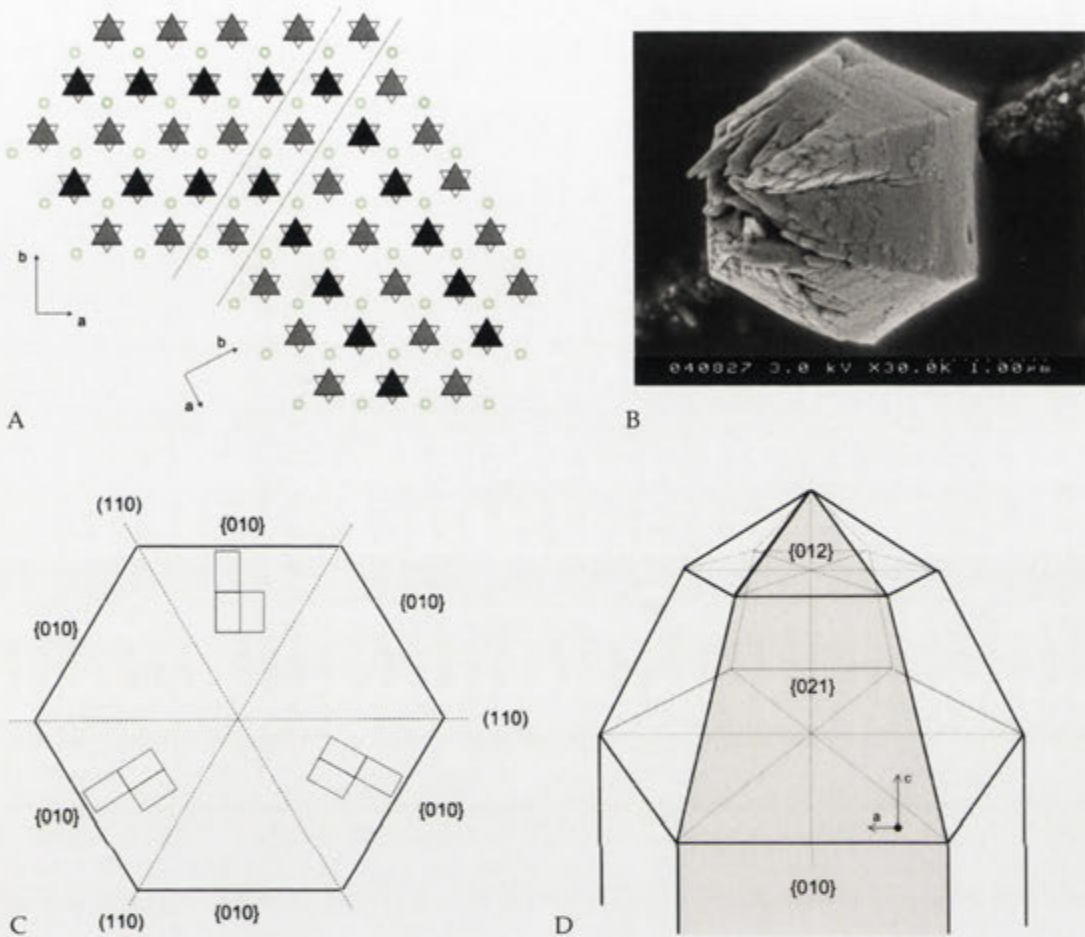 b
a
b
a
A
040827 3.0 kV X30.0K 1.00µm
B
(110)
{010}
{010}
{010}
(110)
{010}
{010}
(110)
{010}
C
{012}
{021}
c
a
{010}
D